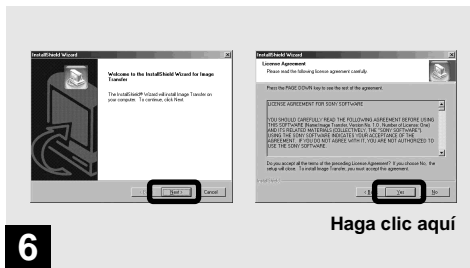 InstallShield Wizard
Welcome to the InstallShield Wizard for Image
Transfer
The InstallShield® Wizard will install Image Transfer on
your computer. To continue, click Next.
Next >
Cancel
InstallShield Wizard
License Agreement
Please read the following license agreement carefully.
Press the PAGE DOWN key to see the rest of the agreement.
LICENSE AGREEMENT FOR SONY SOFTWARE
YOU SHOULD CAREFULLY READ THE FOLLOWING AGREEMENT BEFORE USING
THIS SOFTWARE (Name:Image Transfer, Version No. 1.0 , Number of License: One)
AND ITS RELATED MATERIALS (COLLECTIVELY, THE "SONY SOFTWARE").
USING THE SONY SOFTWARE INDICATES YOUR ACCEPTANCE OF THE
AGREEMENT. IF YOU DO NOT AGREE WITH IT, YOU ARE NOT AUTHORIZED TO
USE THE SONY SOFTWARE.
Do you accept all the terms of the preceding License Agreement? If you choose No, the
setup will close. To install Image Transfer, you must accept this agreement.
InstallShield
Yes
No
Haga clic aquí
6